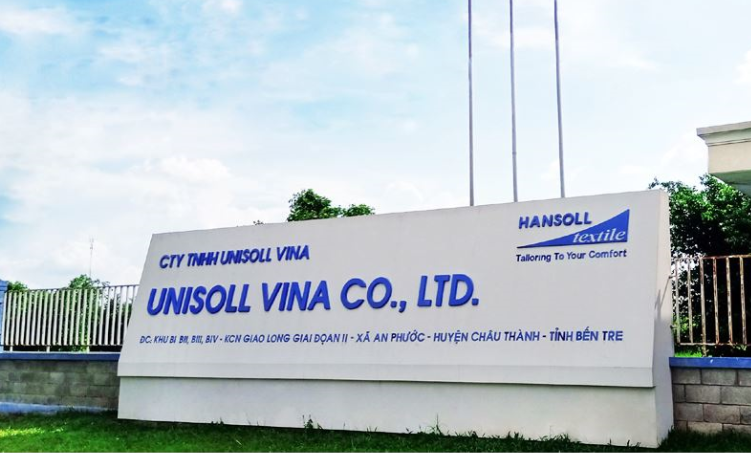 HANSOLL
textile
Tailoring To Your Comfort
CTY TNHH UNISOLL VINA
UNISOLL VINA CO., LTD.
ĐC: KHU BI, BII, BIII, BIV - KCN GIAO LONG GIAI ĐOẠN II - XÃ AN PHƯỚC - HUYỆN CHÂU THÀNH - TỈNH BẾN TRE